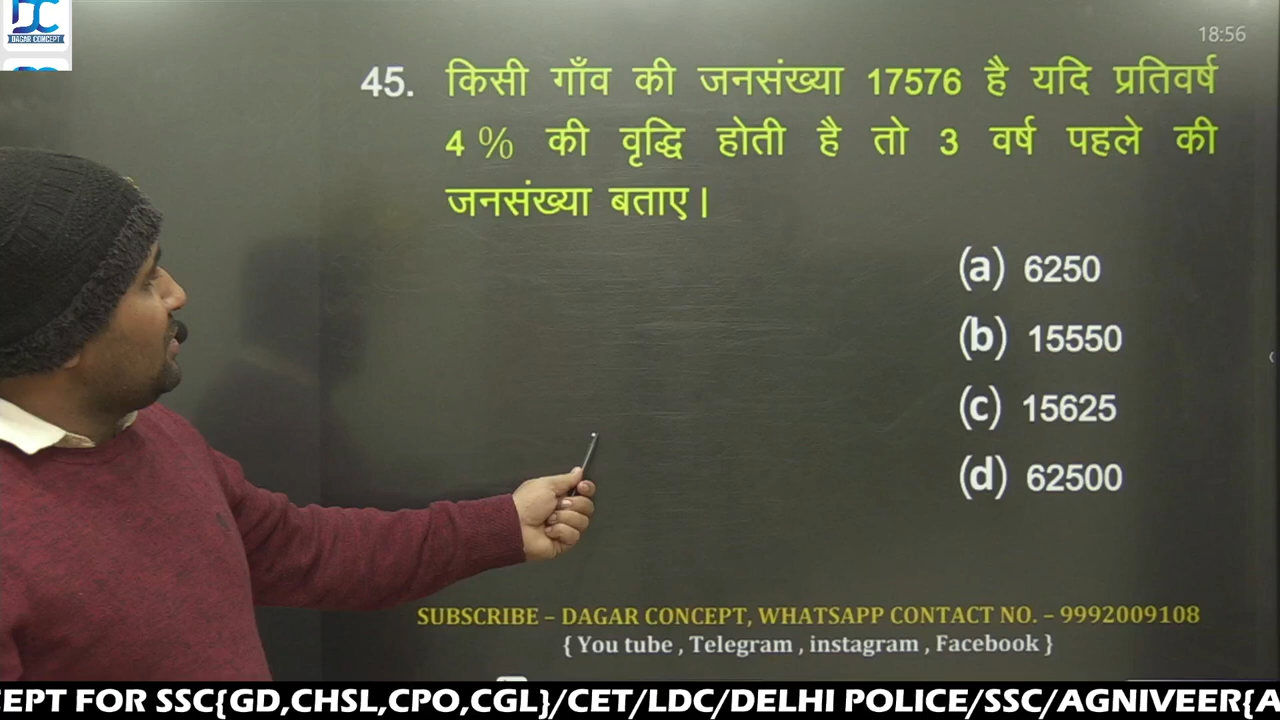 DC
DAGAR CONCEPT
18:56
45. किसी गाँव की जनसंख्या 17576 है यदि प्रतिवर्ष
4 % की वृद्धि होती है तो 3 वर्ष पहले की
जनसंख्या बताए।
(a) 6250
(b) 15550
(c) 15625
(d) 62500
SUBSCRIBE – DAGAR CONCEPT, WHATSAPP CONTACT NO. – 9992009108
{ You tube , Telegram , instagram , Facebook }
CEPT FOR SSC{GD,CHSL,CPO,CGL}/CET/LDC/DELHI POLICE/SSC/AGNIVEER{A